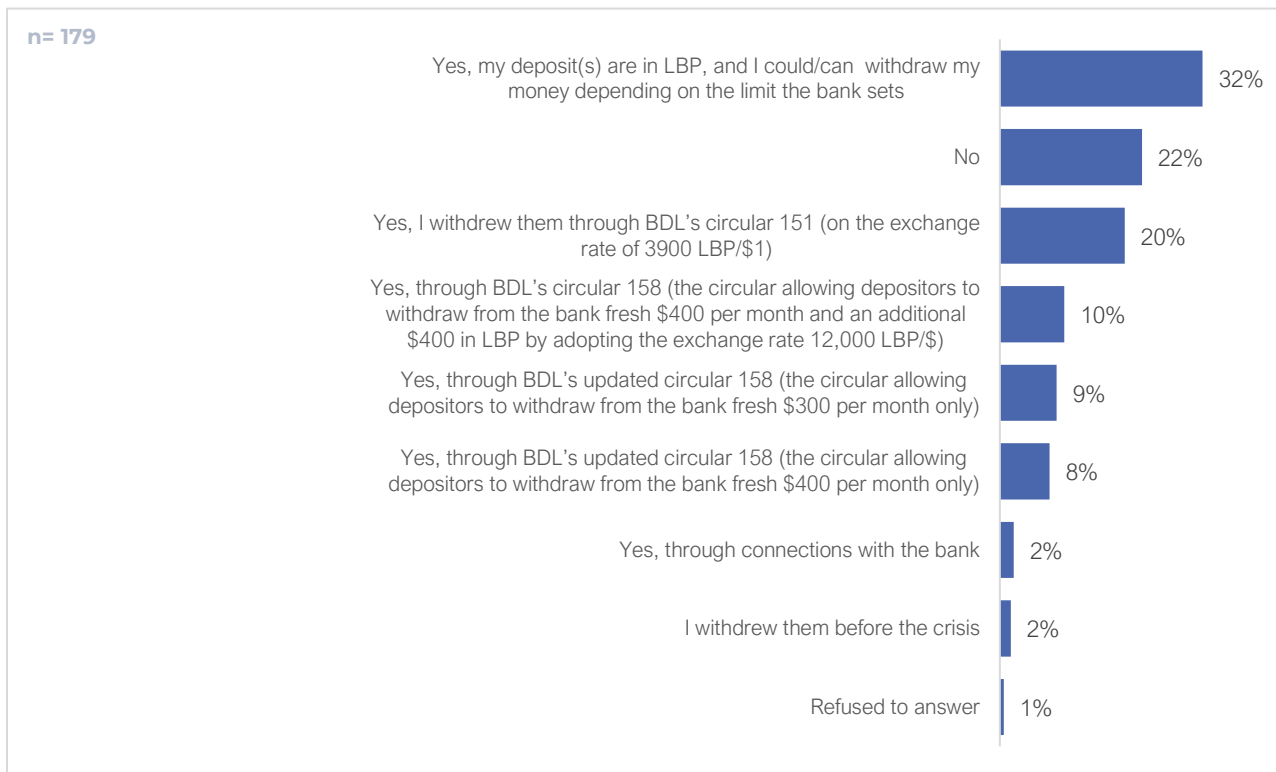 n= 179
Yes, my deposit(s) are in LBP, and I could/can  withdraw my
money depending on the limit the bank sets
32%
No
22%
Yes, I withdrew them through BDL’s circular 151 (on the exchange
rate of 3900 LBP/$1)
20%
Yes, through BDL’s circular 158 (the circular allowing depositors to
withdraw from the bank fresh $400 per month and an additional
$400 in LBP by adopting the exchange rate 12,000 LBP/$)
10%
Yes, through BDL’s updated circular 158 (the circular allowing
depositors to withdraw from the bank fresh $300 per month only)
9%
Yes, through BDL’s updated circular 158 (the circular allowing
depositors to withdraw from the bank fresh $400 per month only)
8%
Yes, through connections with the bank
2%
I withdrew them before the crisis
2%
Refused to answer
1%